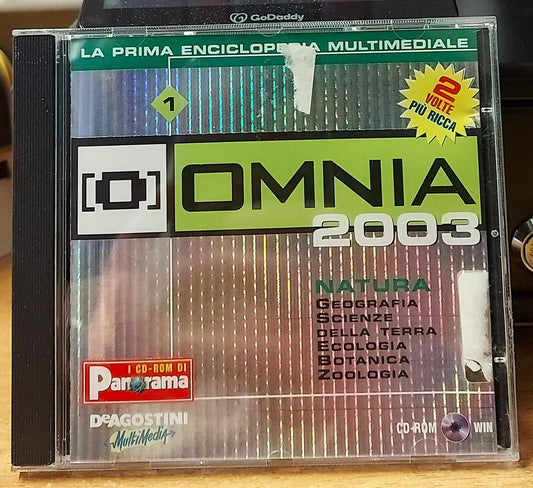 GoDaddy
LA PRIMA ENCICLOPEDIA MULTIMEDIALE
1
2
VOLTE
PIÙ RICCA
[O] OMNIA
2003
NATURA
GEOGRAFIA
SCIENZE
DELLA TERRA
ECOLOGIA
BOTANICA
ZOOLOGIA
I CD-ROM DI
Panorama
DeAGOSTINI
MultiMedia
CD-ROM WIN